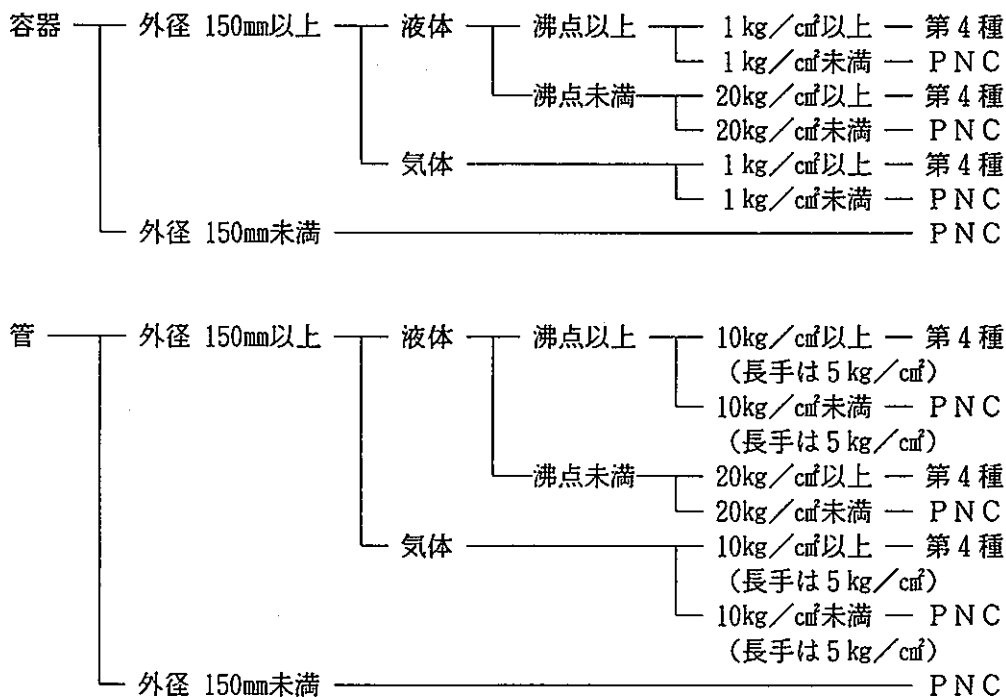 容器 外径 150㎜以上 液体 沸点以上 1㎏／㎠以上 第4種
1㎏／㎠未満 PNC
沸点未満 20㎏／㎠以上 第4種
20㎏／㎠未満 PNC
気体 1㎏／㎠以上 第4種
1㎏／㎠未満 PNC
外径 150㎜未満 PNC
管 外径 150㎜以上 液体 沸点以上 10㎏／㎠以上 第4種
（長手は5㎏／㎠）
10㎏／㎠未満 PNC
（長手は5㎏／㎠）
沸点未満 20㎏／㎠以上 第4種
20㎏／㎠未満 PNC
気体 10㎏／㎠以上 第4種
（長手は5㎏／㎠）
10㎏／㎠未満 PNC
（長手は5㎏／㎠）
外径 150㎜未満 PNC